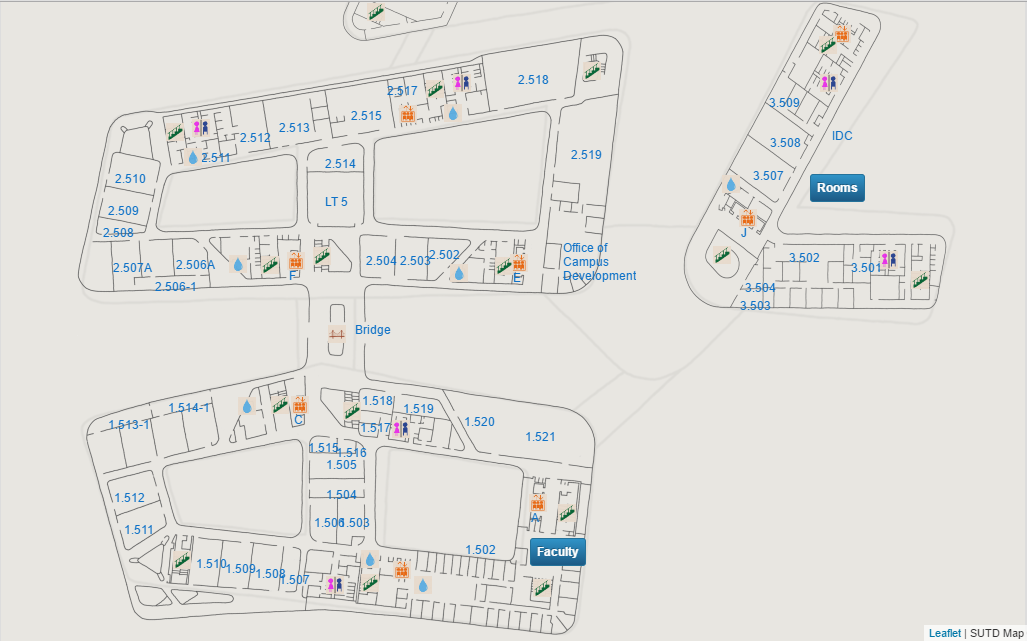 2.518
2.517
2.515
2.513
2.512
2.511
2.514
2.519
2.510
LT 5
2.509
2.508
2.507A
2.506A
2.506-1
F
2.504
2.503
2.502
E
Office of
Campus
Development
3.509
3.508
IDC
3.507
Rooms
J
3.502
3.501
3.504
3.503
Bridge
1.514-1
1.513-1
C
1.518
1.519
1.517
1.520
1.521
1.515
1.516
1.505
1.504
1.506
1.503
1.512
1.511
A
1.502
Faculty
1.510
1.509
1.508
1.507
Leaflet | SUTD Map